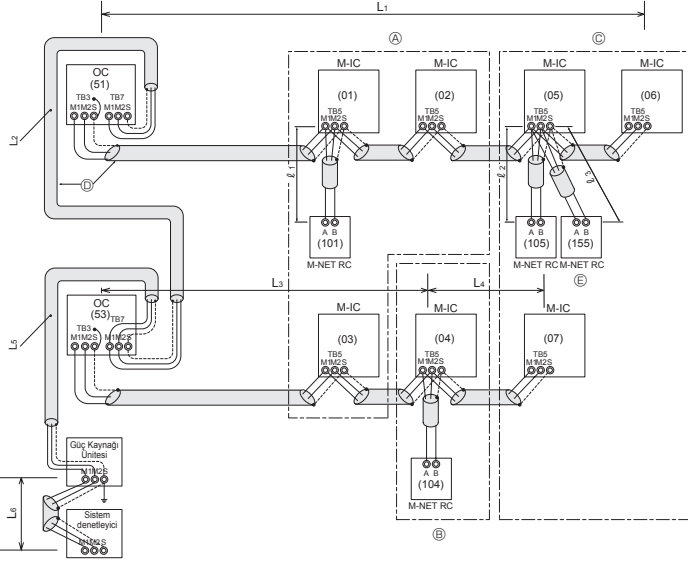 L1
Ⓐ
Ⓒ
OC
(51)
TB3 TB7
M1M2S M1M2S
M-IC
(01)
TB5
M1M2S
M-IC
(02)
TB5
M1M2S
M-IC
(05)
TB5
M1M2S
M-IC
(06)
TB5
M1M2S
L2
Ⓓ
ℓ1
ℓ2
ℓ3
A B
(101)
M-NET RC
A B
(105)
M-NET RC
A B
(155)
M-NET RC
Ⓔ
L3
L4
OC
(53)
TB3 TB7
M1M2S M1M2S
M-IC
(03)
TB5
M1M2S
M-IC
(04)
TB5
M1M2S
M-IC
(07)
TB5
M1M2S
L5
A B
(104)
M-NET RC
Ⓑ
Güç Kaynağı
Ünitesi
M1M2S
L6
Sistem
denetleyici
M1M2S